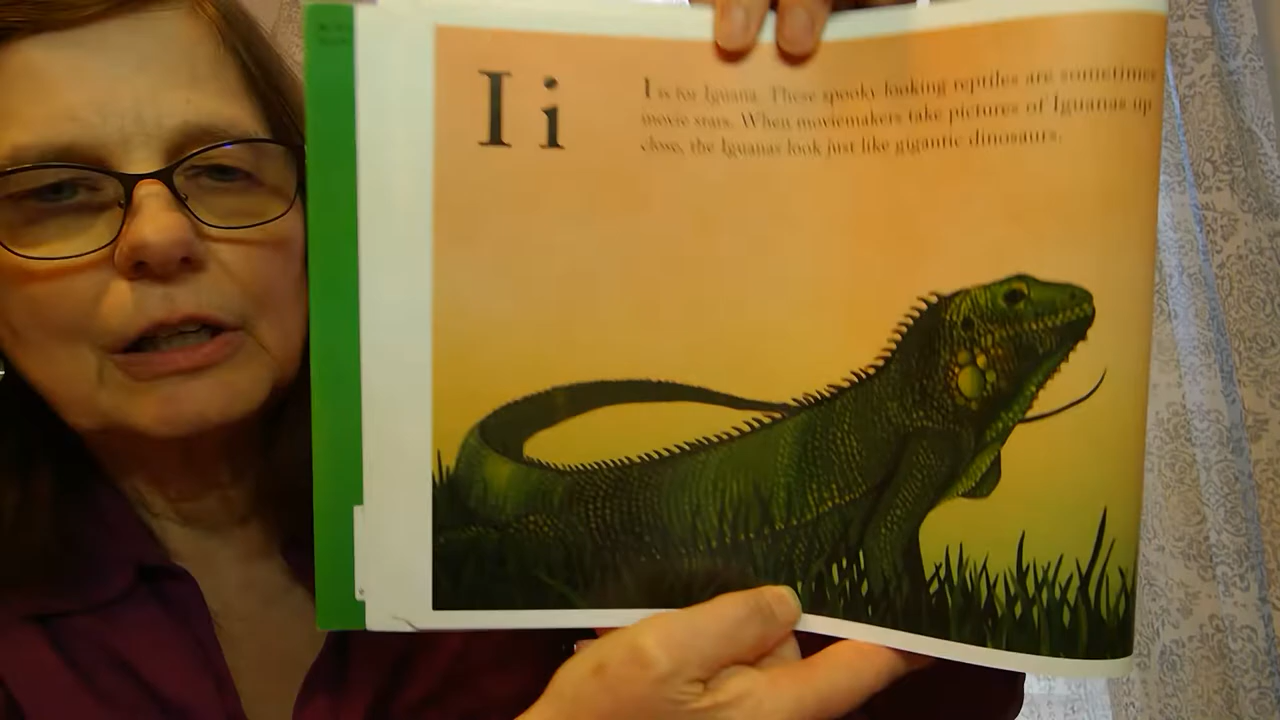 I i
I is for Iguana. These spooky looking reptiles are sometimes
movie stars. When moviemakers take pictures of Iguanas up
close, the Iguanas look just like gigantic dinosaurs.